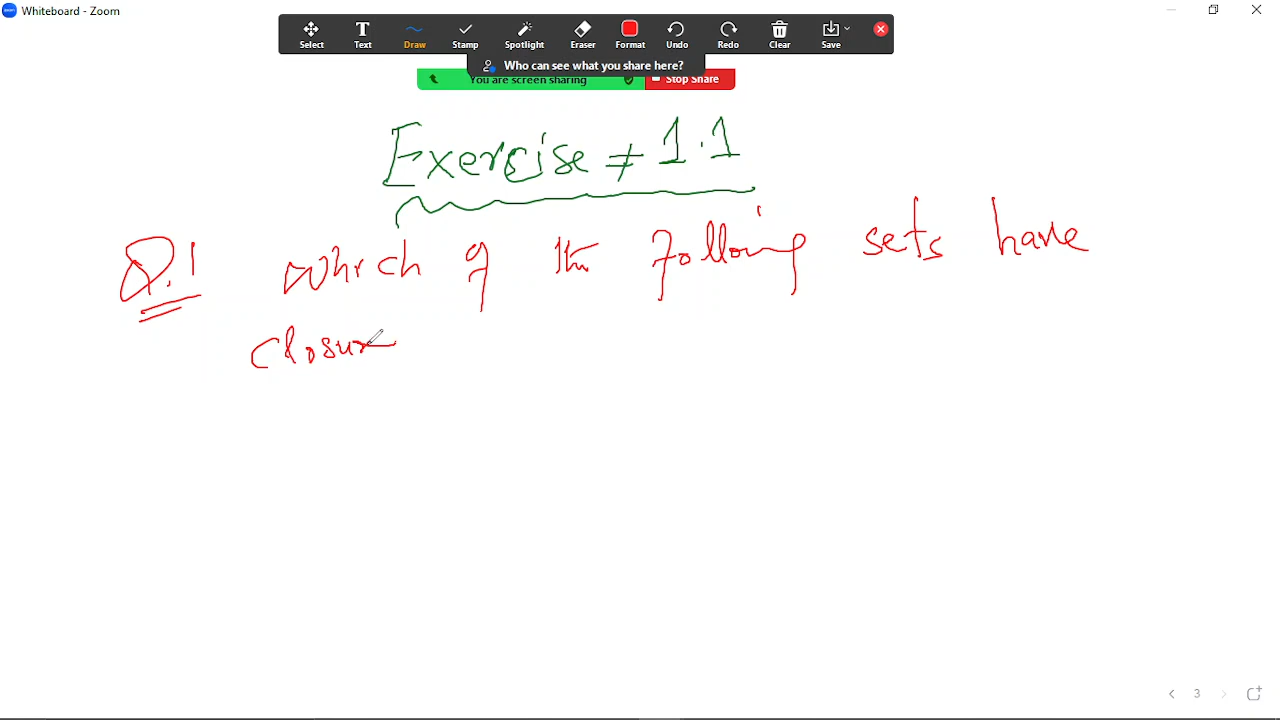 Whiteboard - Zoom
Select Text Draw Stamp Spotlight Eraser Format Undo Redo Clear Save
Who can see what you share here?
You are screen sharing Stop Share
Exercise # 1.1
Q.1 Which of the following sets have
closur
3